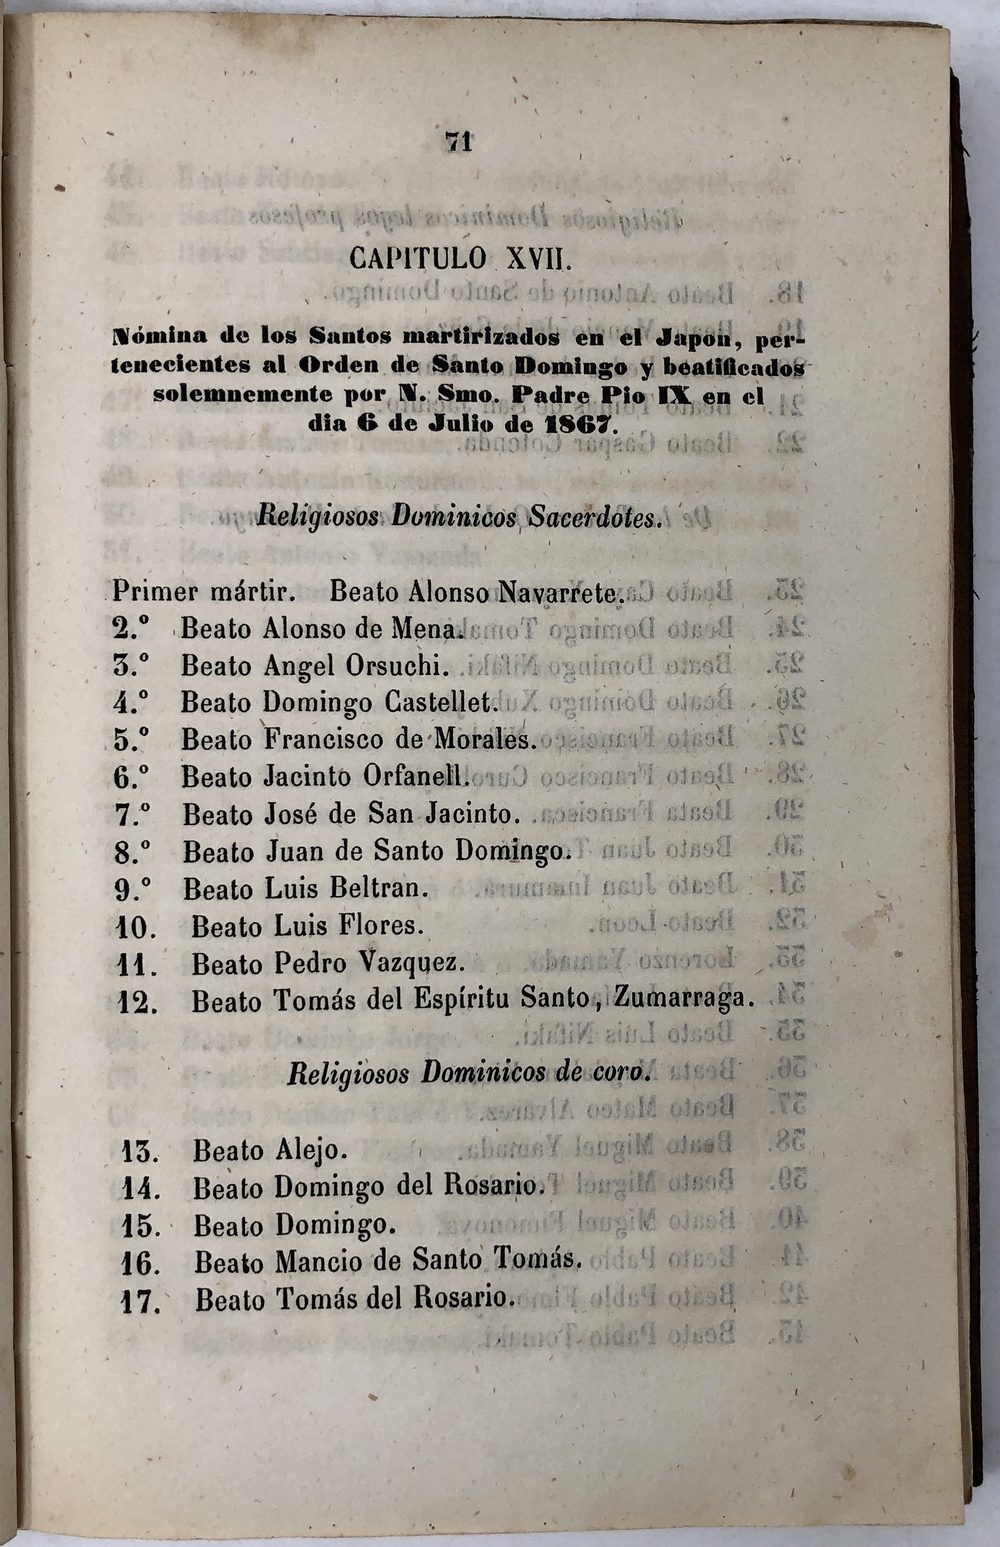 71
CAPITULO XVII.
Nómina de los Santos martirizados en el Japon, per-
tenecientes al Orden de Santo Domingo y beatificados
solemnemente por N. Smo. Padre Pio IX en el
dia 6 de Julio de 1867.
Religiosos Dominicos Sacerdotes.
Primer mártir. Beato Alonso Navarrete.
2.º Beato Alonso de Mena.
3.º Beato Angel Orsuchi.
4.º Beato Domingo Castellet.
5.º Beato Francisco de Morales.
6.º Beato Jacinto Orfanell.
7.º Beato José de San Jacinto.
8.º Beato Juan de Santo Domingo.
9.º Beato Luis Beltran.
10. Beato Luis Flores.
11. Beato Pedro Vazquez.
12. Beato Tomás del Espíritu Santo, Zumarraga.
Religiosos Dominicos de coro.
13. Beato Alejo.
14. Beato Domingo del Rosario.
15. Beato Domingo.
16. Beato Mancio de Santo Tomás.
17. Beato Tomás del Rosario.